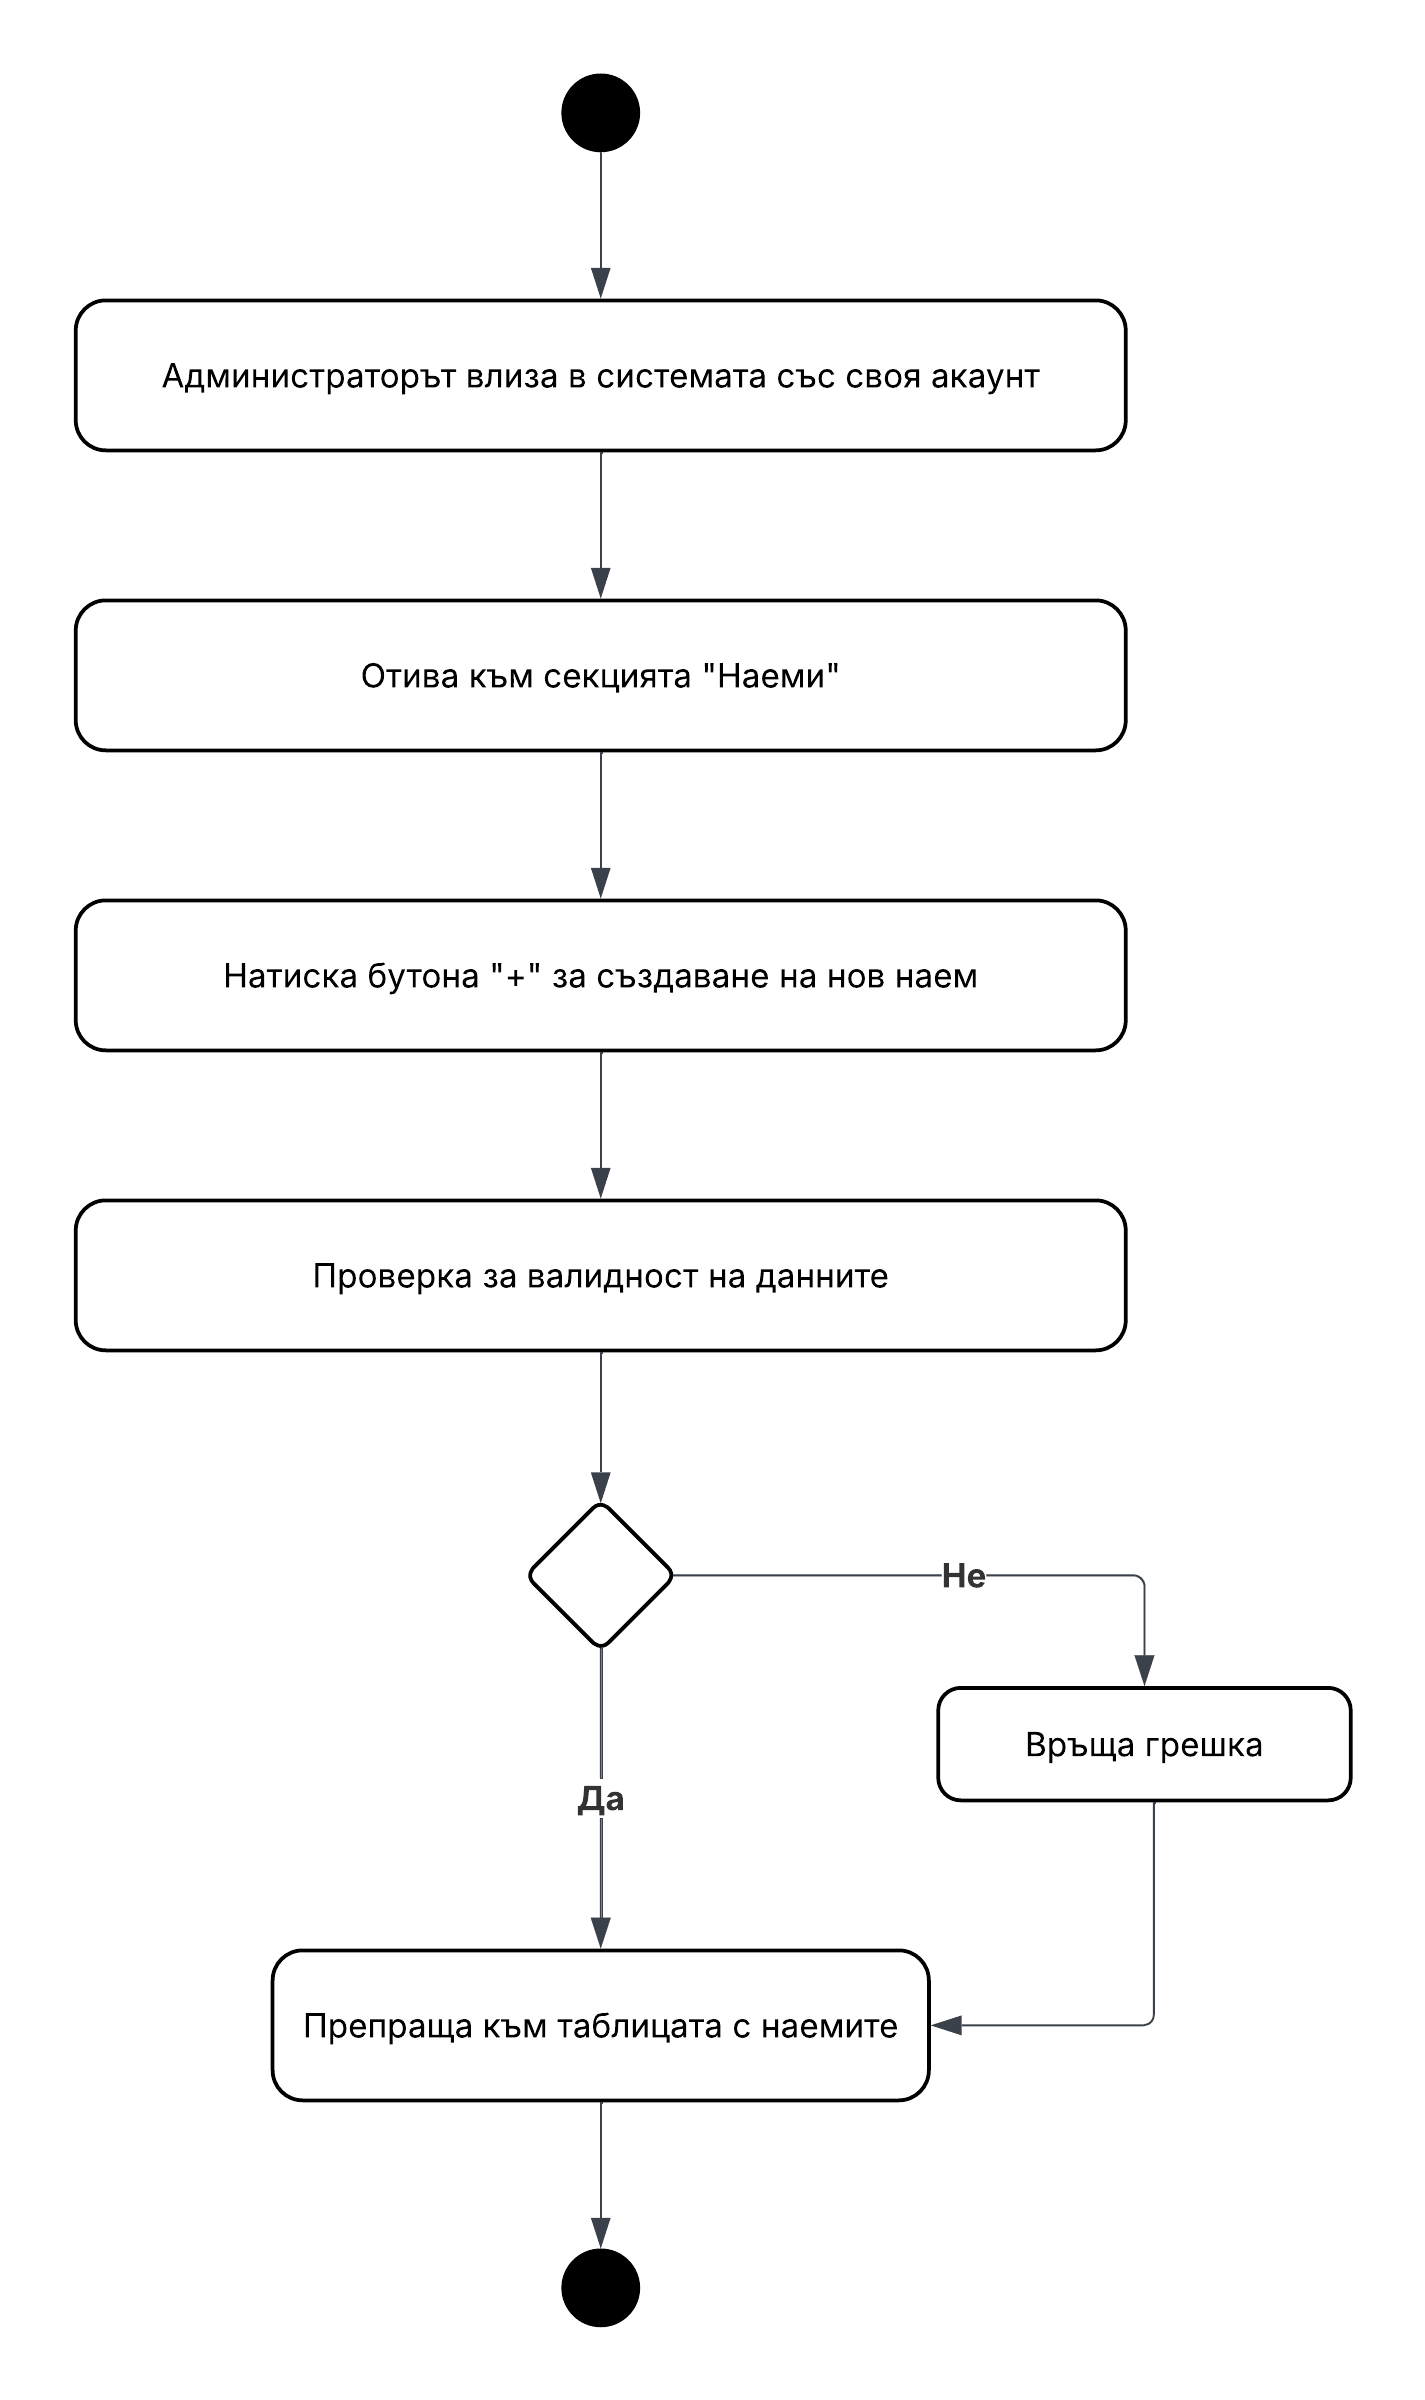 Администраторът влиза в системата със своя акаунт
Отива към секцията "Наеми"
Натиска бутона "+" за създаване на нов наем
Проверка за валидност на данните
Не
Връща грешка
Да
Препраща към таблицата с наемите